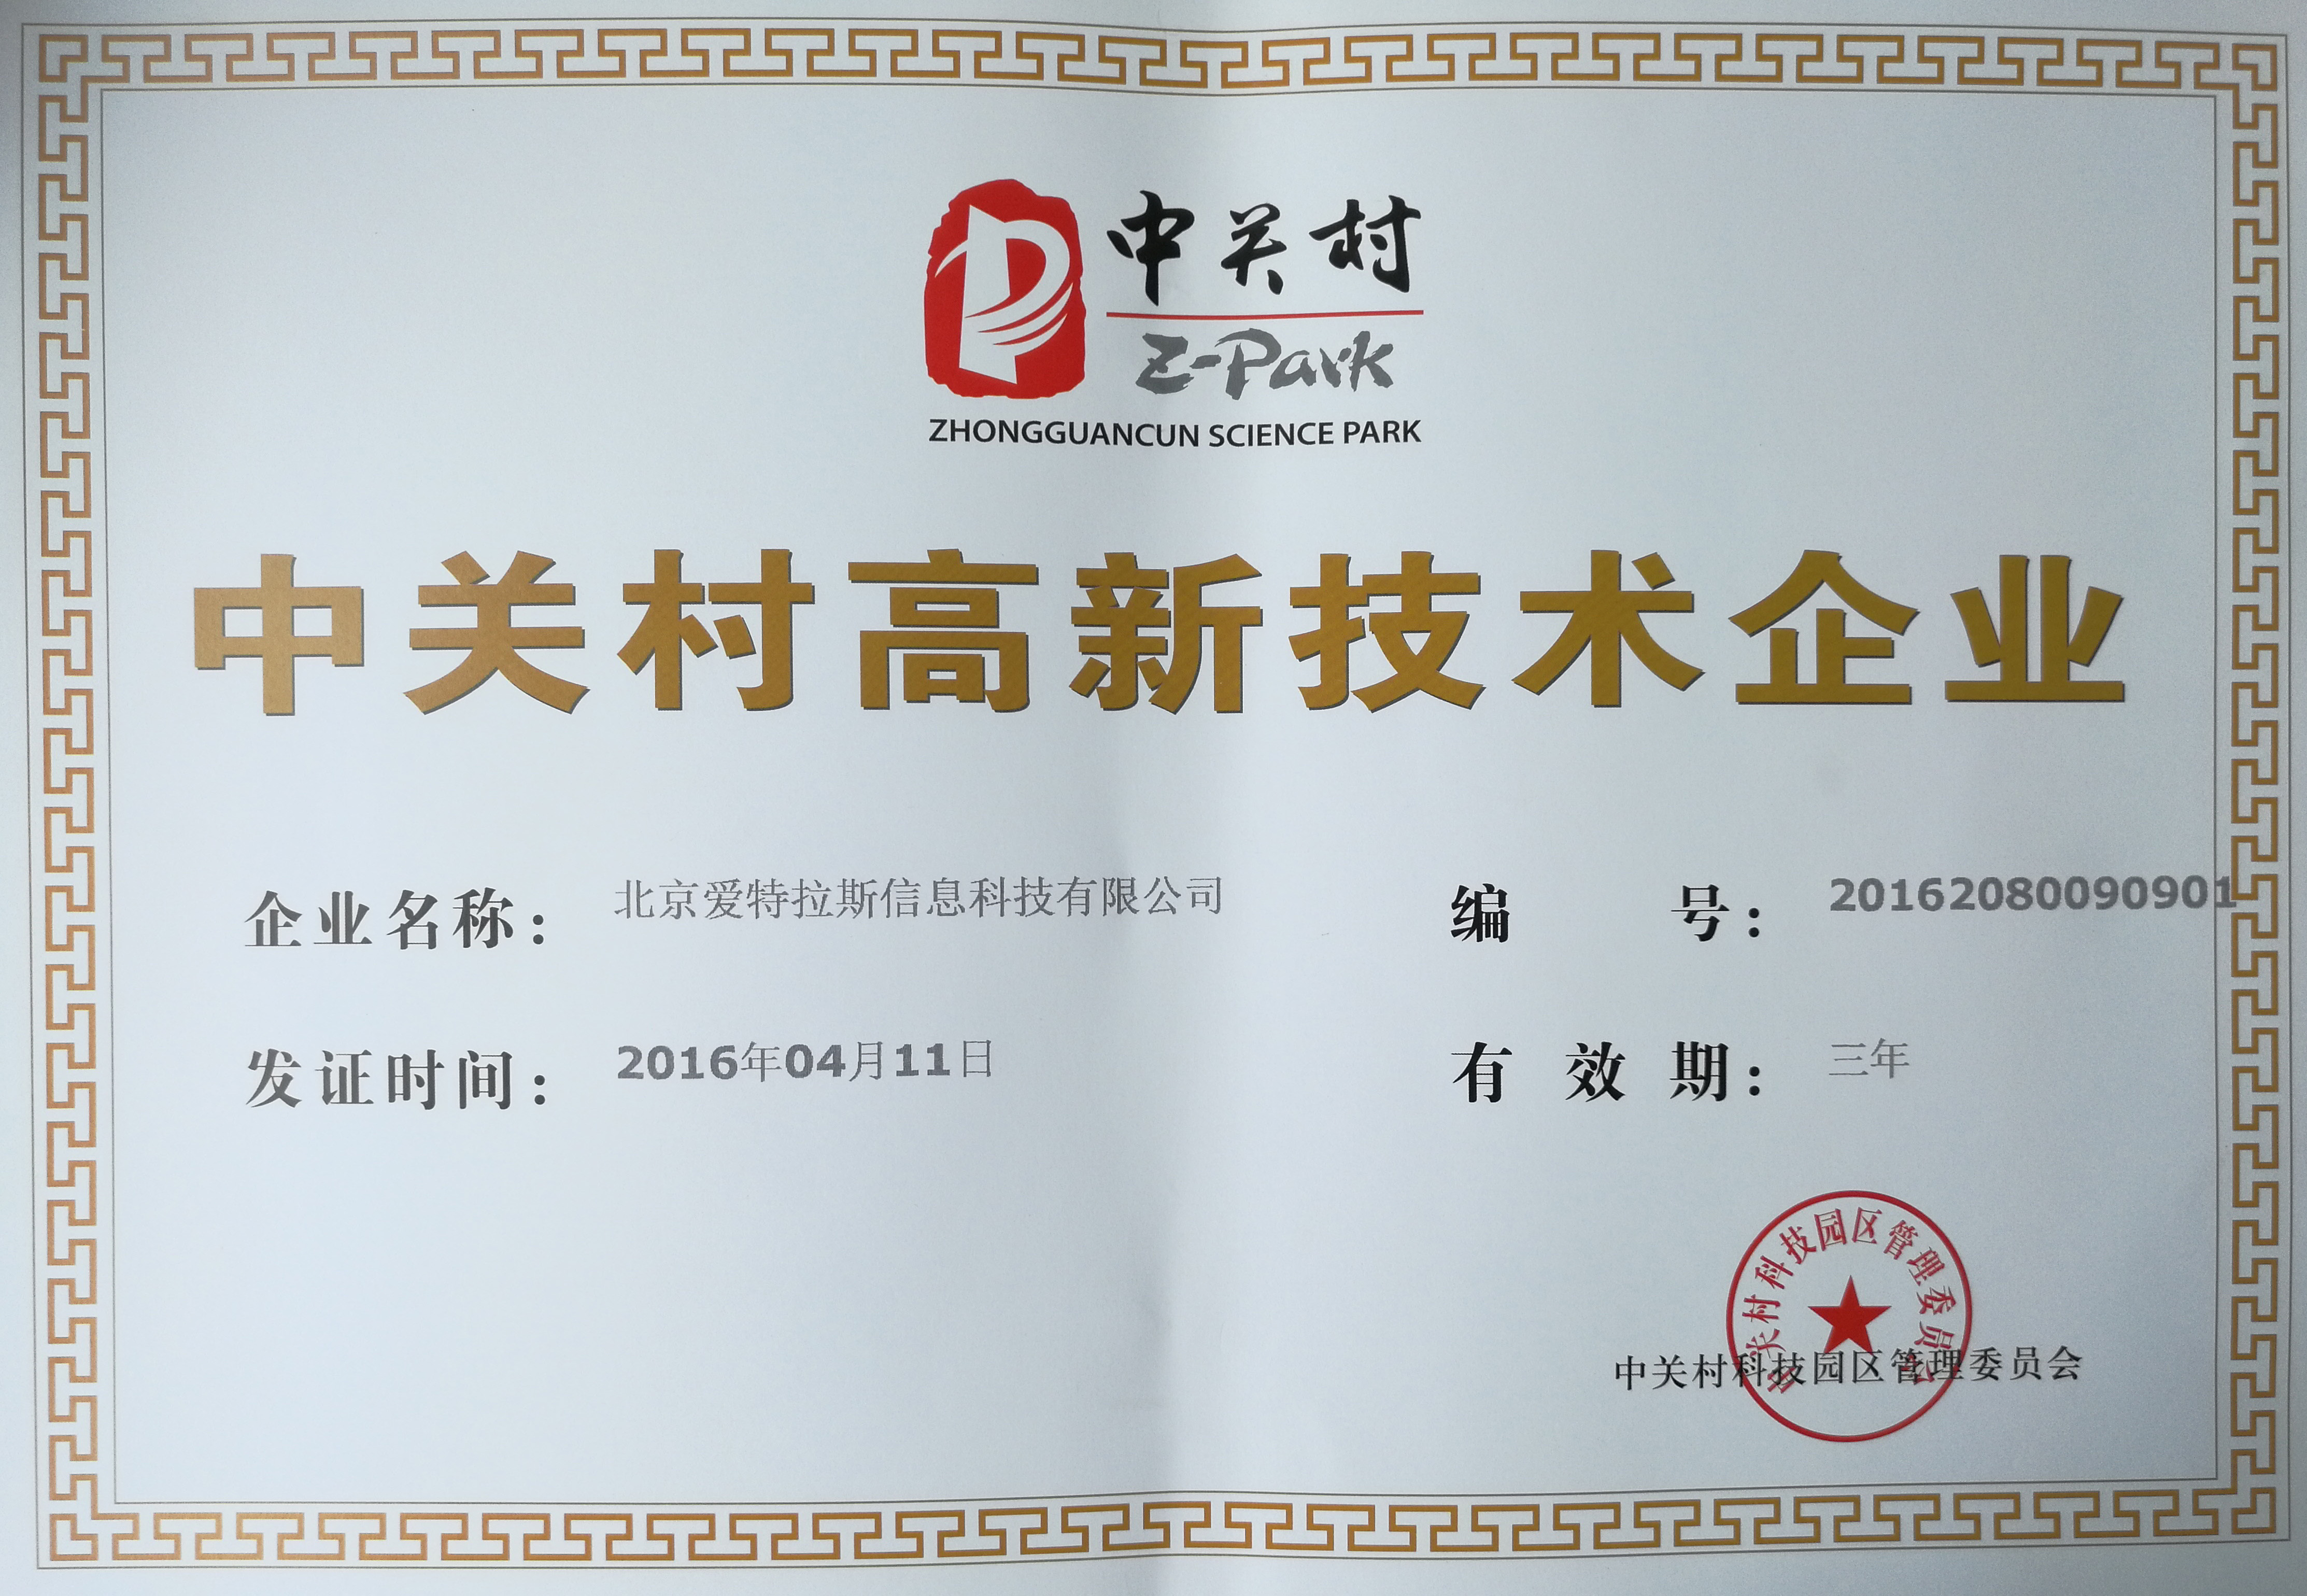 中关村
Z-Park
ZHONGGUANCUN SCIENCE PARK
中关村高新技术企业
企业名称： 北京爱特拉斯信息科技有限公司
编 号： 20162080090901
发证时间： 2016年04月11日
有 效 期： 三年
中关村科技园区管理委员会
中关村科技园区管理委员会